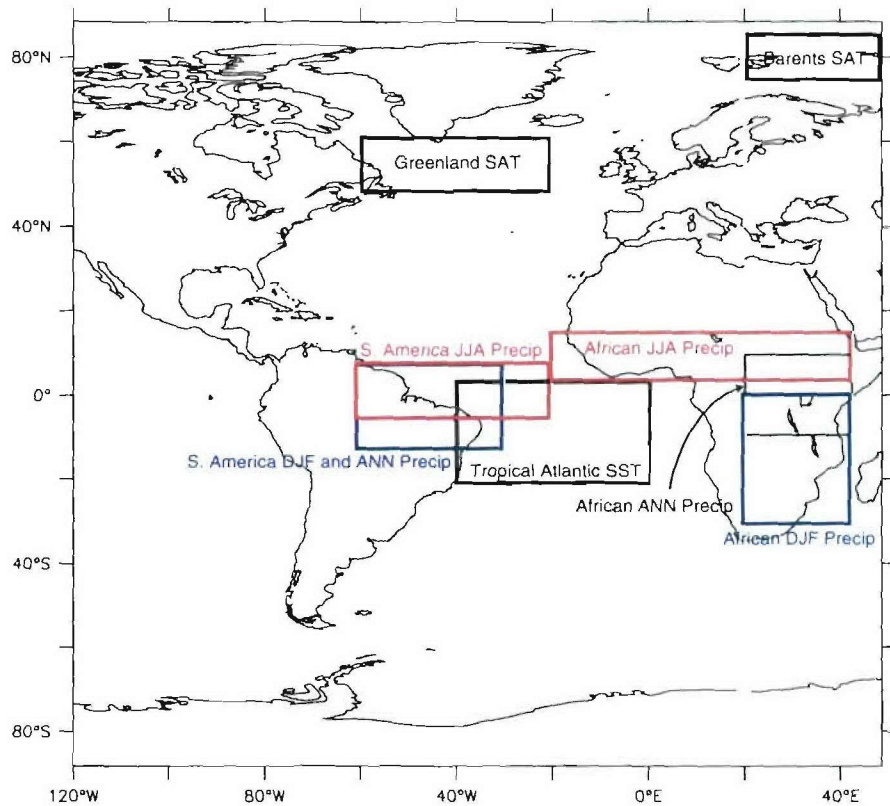 80°N
Barents SAT
Greenland SAT
40°N
S. America JJA Precip
African JJA Precip
0°
S. America DJF and ANN Precip
Tropical Atlantic SST
African ANN Precip
African DJF Precip
40°S
80°S
120°W
80°W
40°W
0°E
40°E